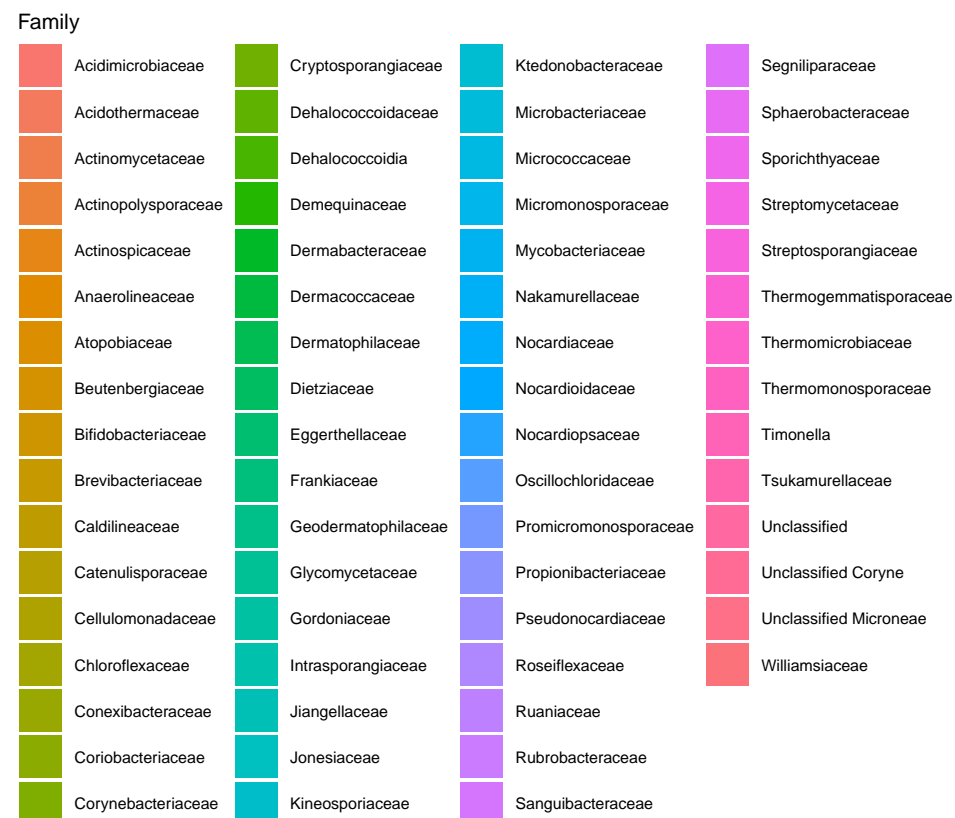 Family
Acidimicrobiaceae
Acidothermaceae
Actinomycetaceae
Actinopolysporaceae
Actinospicaceae
Anaerolineaceae
Atopobiaceae
Beutenbergiaceae
Bifidobacteriaceae
Brevibacteriaceae
Caldilineaceae
Catenulisporaceae
Cellulomonadaceae
Chloroflexaceae
Conexibacteraceae
Coriobacteriaceae
Corynebacteriaceae
Cryptosporangiaceae
Dehalococcoidaceae
Dehalococcoidia
Demequinaceae
Dermabacteraceae
Dermacoccaceae
Dermatophilaceae
Dietziaceae
Eggerthellaceae
Frankiaceae
Geodermatophilaceae
Glycomycetaceae
Gordoniaceae
Intrasporangiaceae
Jiangellaceae
Jonesiaceae
Kineosporiaceae
Ktedonobacteraceae
Microbacteriaceae
Micrococcaceae
Micromonosporaceae
Mycobacteriaceae
Nakamurellaceae
Nocardiaceae
Nocardioidaceae
Nocardiopsaceae
Oscillochloridaceae
Promicromonosporaceae
Propionibacteriaceae
Pseudonocardiaceae
Roseiflexaceae
Ruaniaceae
Rubrobacteraceae
Sanguibacteraceae
Segniliparaceae
Sphaerobacteraceae
Sporichthyaceae
Streptomycetaceae
Streptosporangiaceae
Thermogemmatisporaceae
Thermomicrobiaceae
Thermomonosporaceae
Timonella
Tsukamurellaceae
Unclassified
Unclassified Coryne
Unclassified Microneae
Williamsiaceae